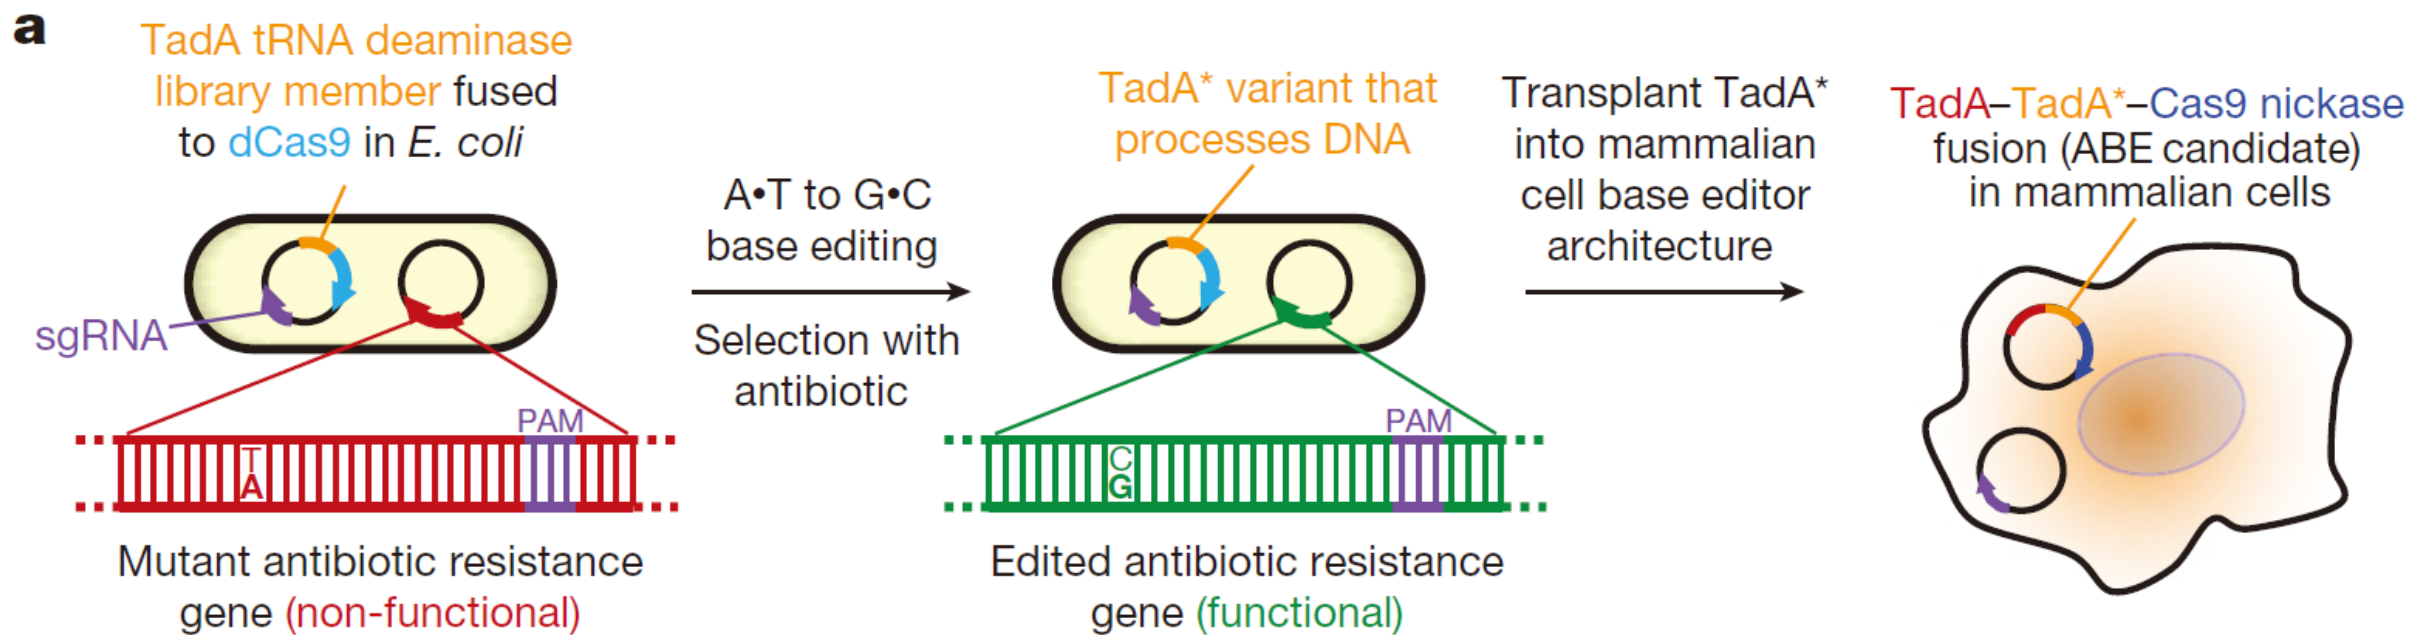 a
TadA tRNA deaminase
library member fused
to dCas9 in E. coli
sgRNA
PAM
T
A
Mutant antibiotic resistance
gene (non-functional)
A•T to G•C
base editing
Selection with
antibiotic
TadA* variant that
processes DNA
PAM
C
G
Edited antibiotic resistance
gene (functional)
Transplant TadA*
into mammalian
cell base editor
architecture
TadA–TadA*–Cas9 nickase
fusion (ABE candidate)
in mammalian cells